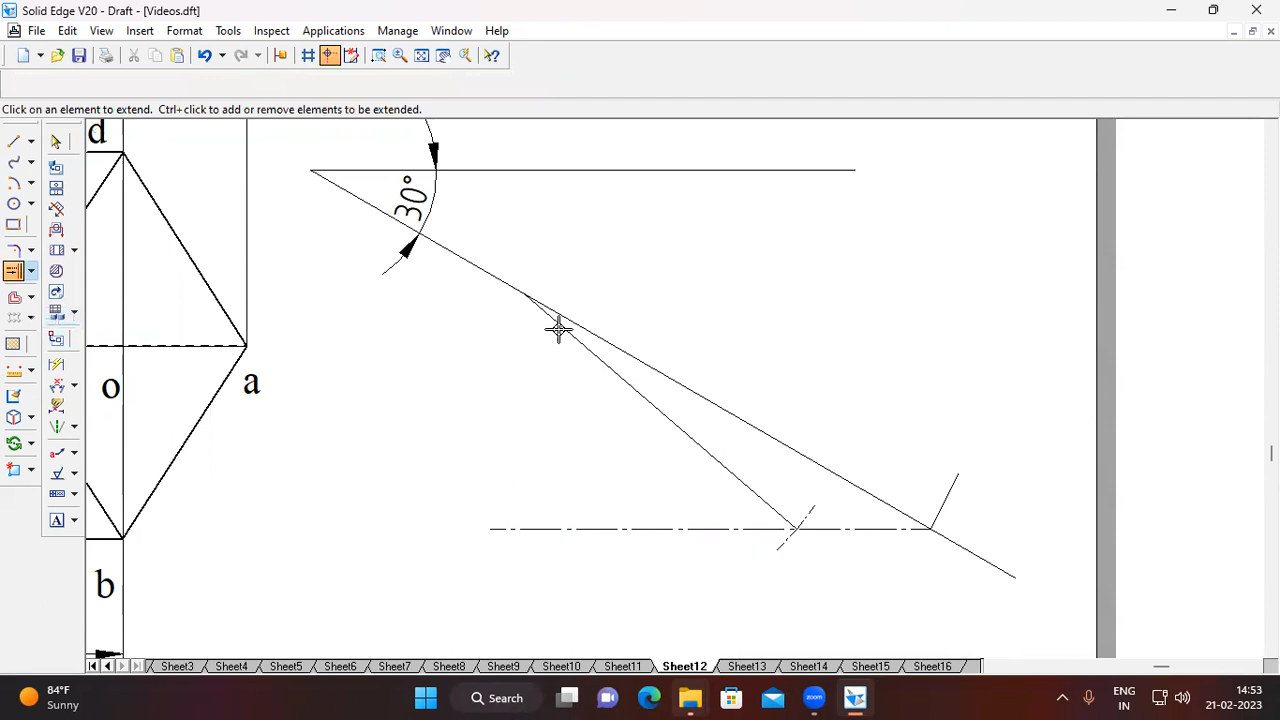 Solid Edge V20 - Draft - [Videos.dft]
File Edit View Insert Format Tools Inspect Applications Manage Window Help
Click on an element to extend. Ctrl+click to add or remove elements to be extended.
d
30°
o
a
b
Sheet3 Sheet4 Sheet5 Sheet6 Sheet7 Sheet8 Sheet9 Sheet10 Sheet11 Sheet12 Sheet13 Sheet14 Sheet15 Sheet16
84°F
Sunny
Search
zoom
ENG
IN
14:53
21-02-2023